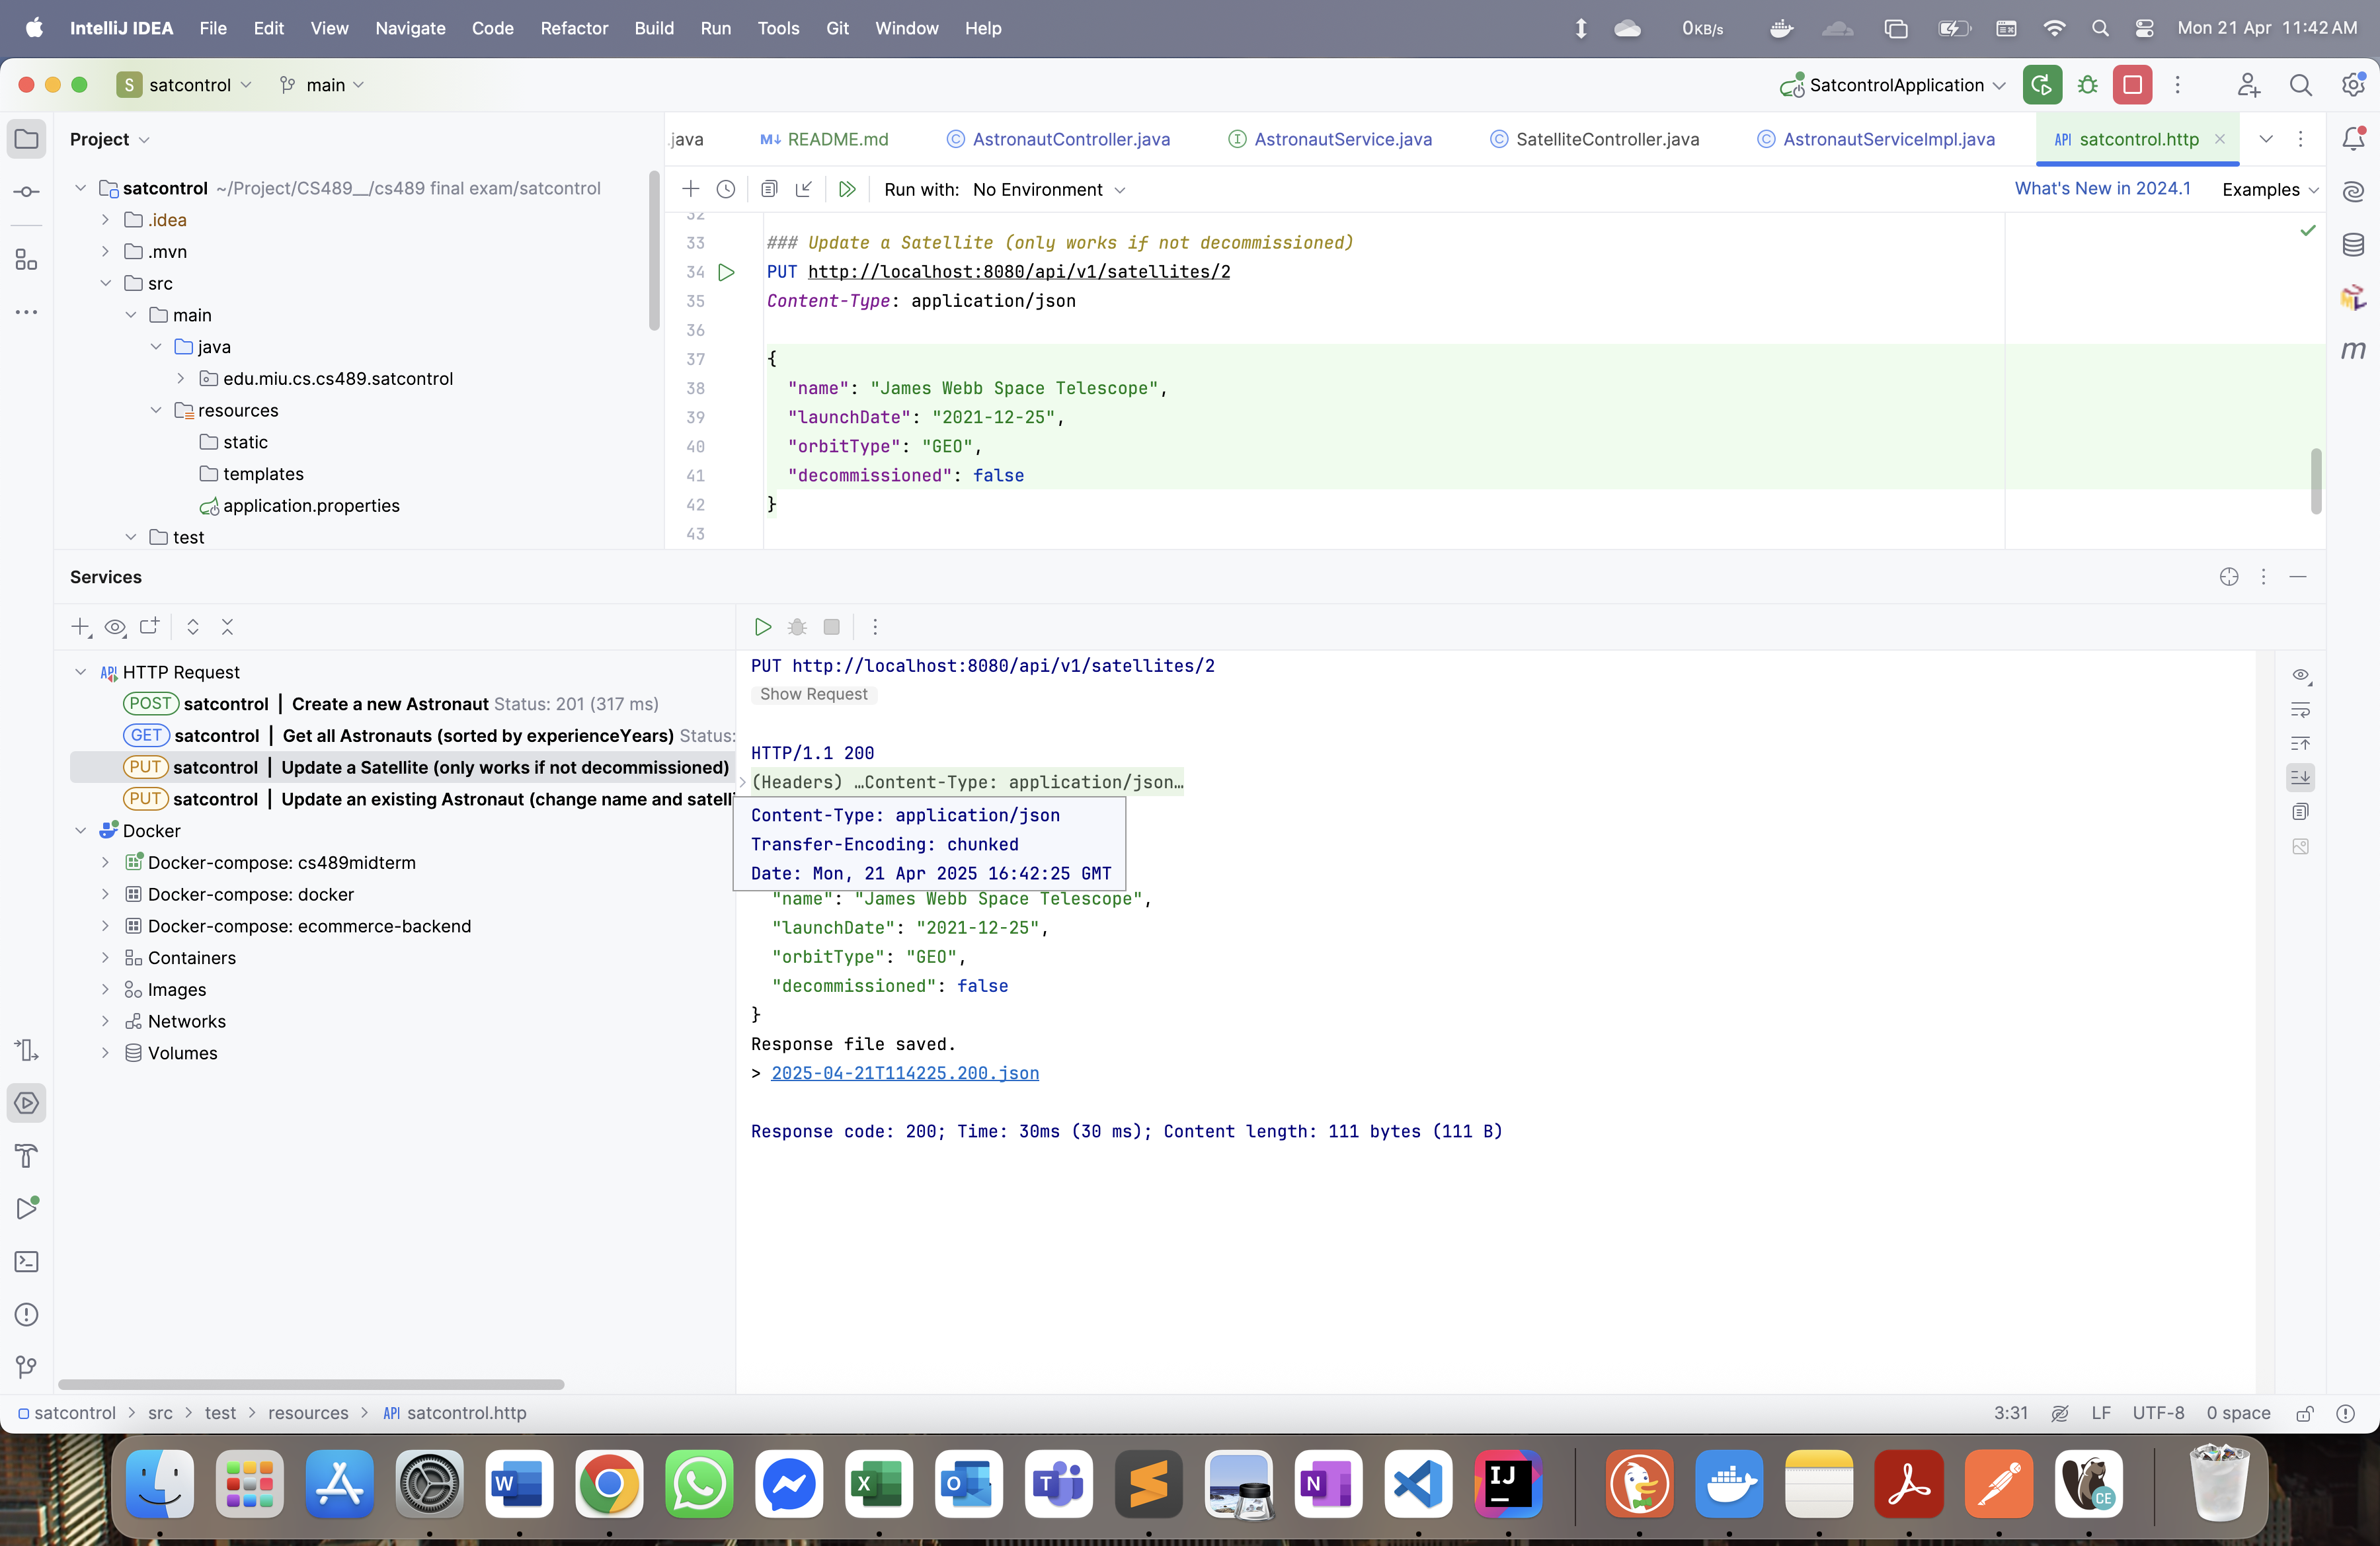 IntelliJ IDEA File Edit View Navigate Code Refactor Build Run Tools Git Window Help 0KB/s Mon 21 Apr 11:42 AM
S satcontrol main SatcontrolApplication
Project
.java README.md AstronautController.java AstronautService.java SatelliteController.java AstronautServiceImpl.java API satcontrol.http
satcontrol ~/Project/CS489__/cs489 final exam/satcontrol
.idea
.mvn
src
main
java
edu.miu.cs.cs489.satcontrol
resources
static
templates
application.properties
test
Run with: No Environment What's New in 2024.1 Examples
32
33 ### Update a Satellite (only works if not decommissioned)
34 PUT http://localhost:8080/api/v1/satellites/2
35 Content-Type: application/json
36
37 {
38 "name": "James Webb Space Telescope",
39 "launchDate": "2021-12-25",
40 "orbitType": "GEO",
41 "decommissioned": false
42 }
43
Services
API HTTP Request
POST satcontrol | Create a new Astronaut Status: 201 (317 ms)
GET satcontrol | Get all Astronauts (sorted by experienceYears) Status:
PUT satcontrol | Update a Satellite (only works if not decommissioned)
PUT satcontrol | Update an existing Astronaut (change name and satelli
Docker
Docker-compose: cs489midterm
Docker-compose: docker
Docker-compose: ecommerce-backend
Containers
Images
Networks
Volumes
PUT http://localhost:8080/api/v1/satellites/2
Show Request
HTTP/1.1 200
(Headers) …Content-Type: application/json…
Content-Type: application/json
Transfer-Encoding: chunked
Date: Mon, 21 Apr 2025 16:42:25 GMT
"name": "James Webb Space Telescope",
"launchDate": "2021-12-25",
"orbitType": "GEO",
"decommissioned": false
}
Response file saved.
> 2025-04-21T114225.200.json
Response code: 200; Time: 30ms (30 ms); Content length: 111 bytes (111 B)
satcontrol > src > test > resources > API satcontrol.http 3:31 LF UTF-8 0 space